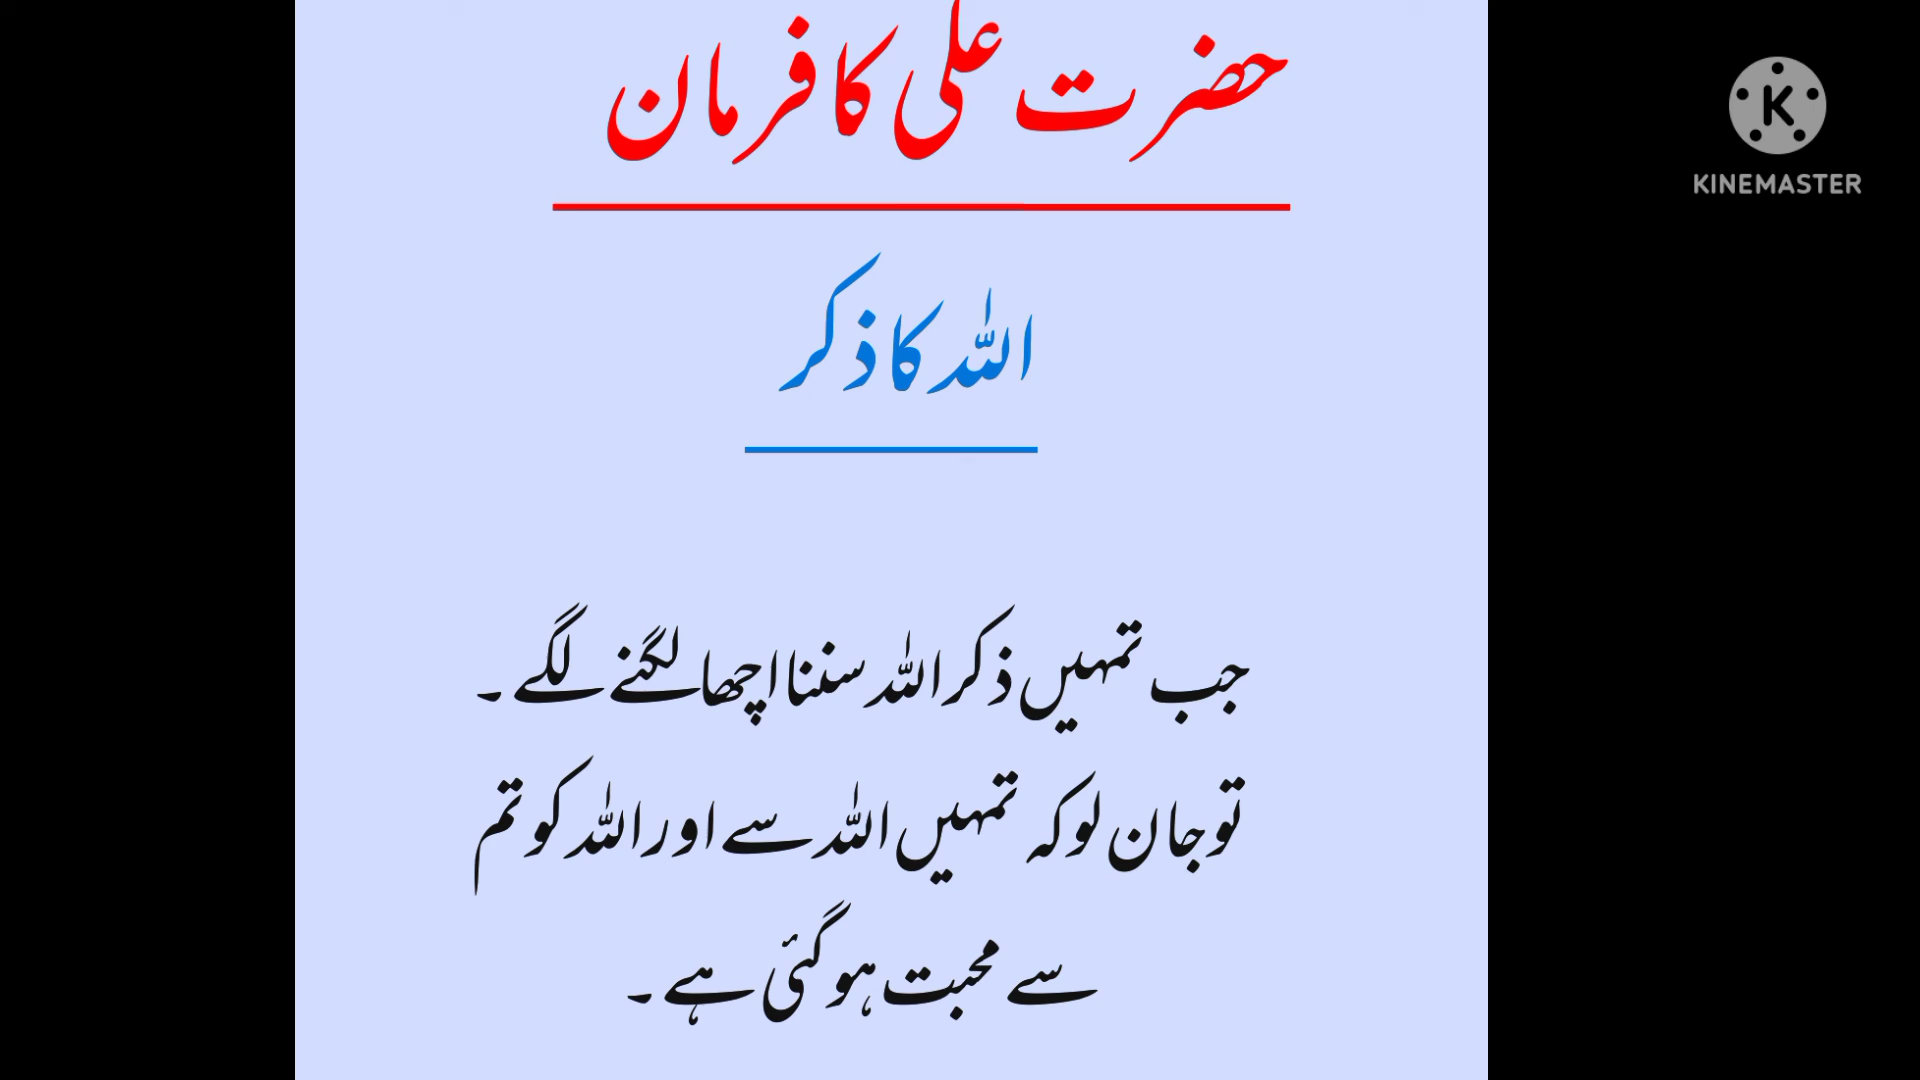 حضرت علی کا فرمان
اللہ کا ذکر
جب تمہیں ذکر اللہ سننا اچھا لگنے لگے ۔
تو جان لو کہ تمہیں اللہ سے اور اللہ کو تم
سے محبت ہو گئی ہے ۔
K
KINEMASTER